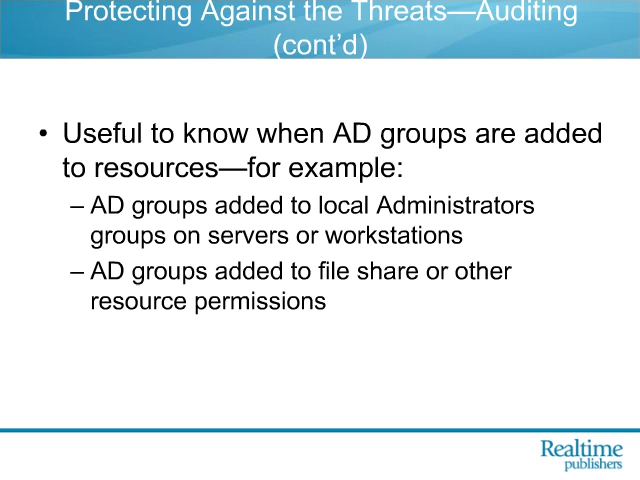 Protecting Against the Threats—Auditing
(cont’d)
• Useful to know when AD groups are added
to resources—for example:
– AD groups added to local Administrators
groups on servers or workstations
– AD groups added to file share or other
resource permissions
Realtime
publishers